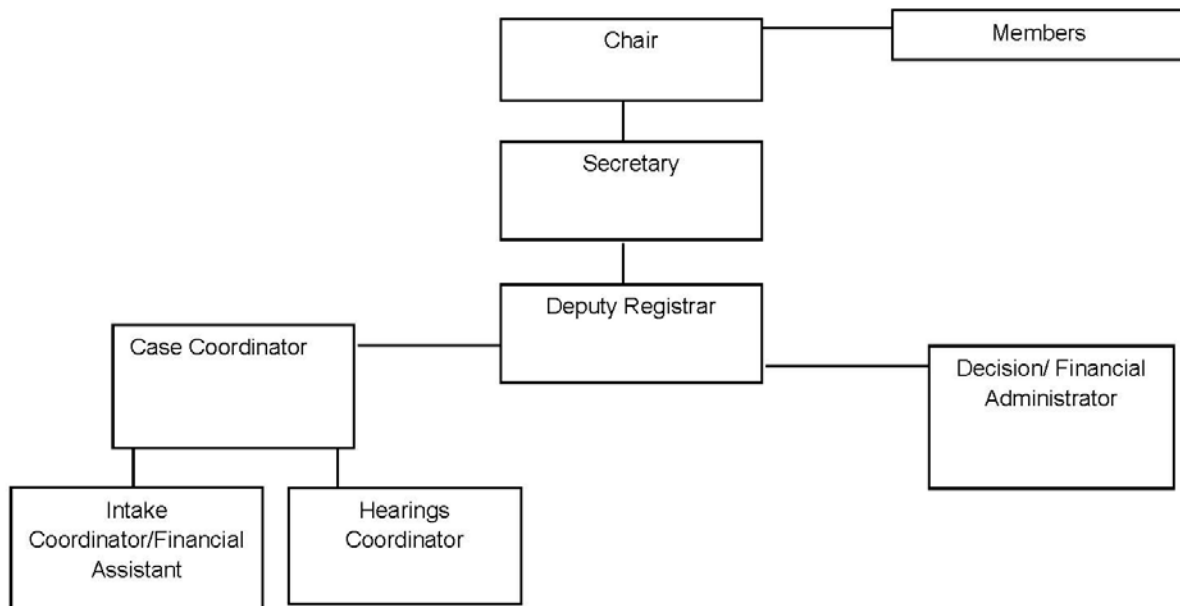 Chair
Members
Secretary
Deputy Registrar
Case Coordinator
Decision/ Financial
Administrator
Intake
Coordinator/Financial
Assistant
Hearings
Coordinator